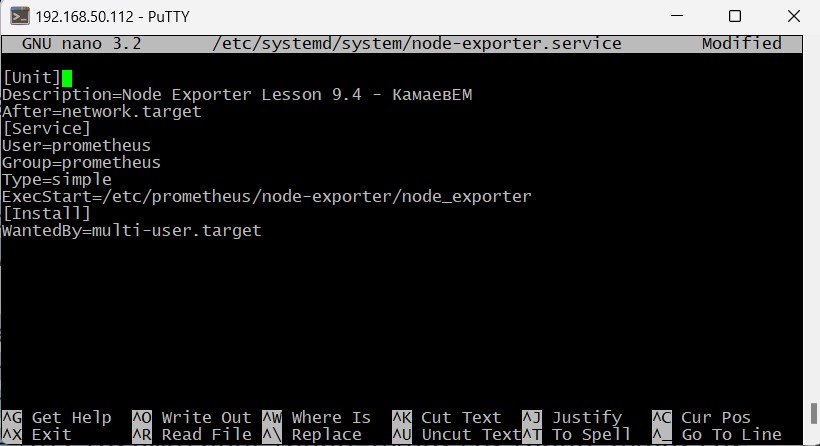 192.168.50.112 - PuTTY
GNU nano 3.2 /etc/systemd/system/node-exporter.service Modified
[Unit]
Description=Node Exporter Lesson 9.4 - КамаевЕМ
After=network.target
[Service]
User=prometheus
Group=prometheus
Type=simple
ExecStart=/etc/prometheus/node-exporter/node_exporter
[Install]
WantedBy=multi-user.target
^G Get Help ^O Write Out ^W Where Is ^K Cut Text ^J Justify ^C Cur Pos
^X Exit ^R Read File ^\ Replace ^U Uncut Text ^T To Spell ^_ Go To Line